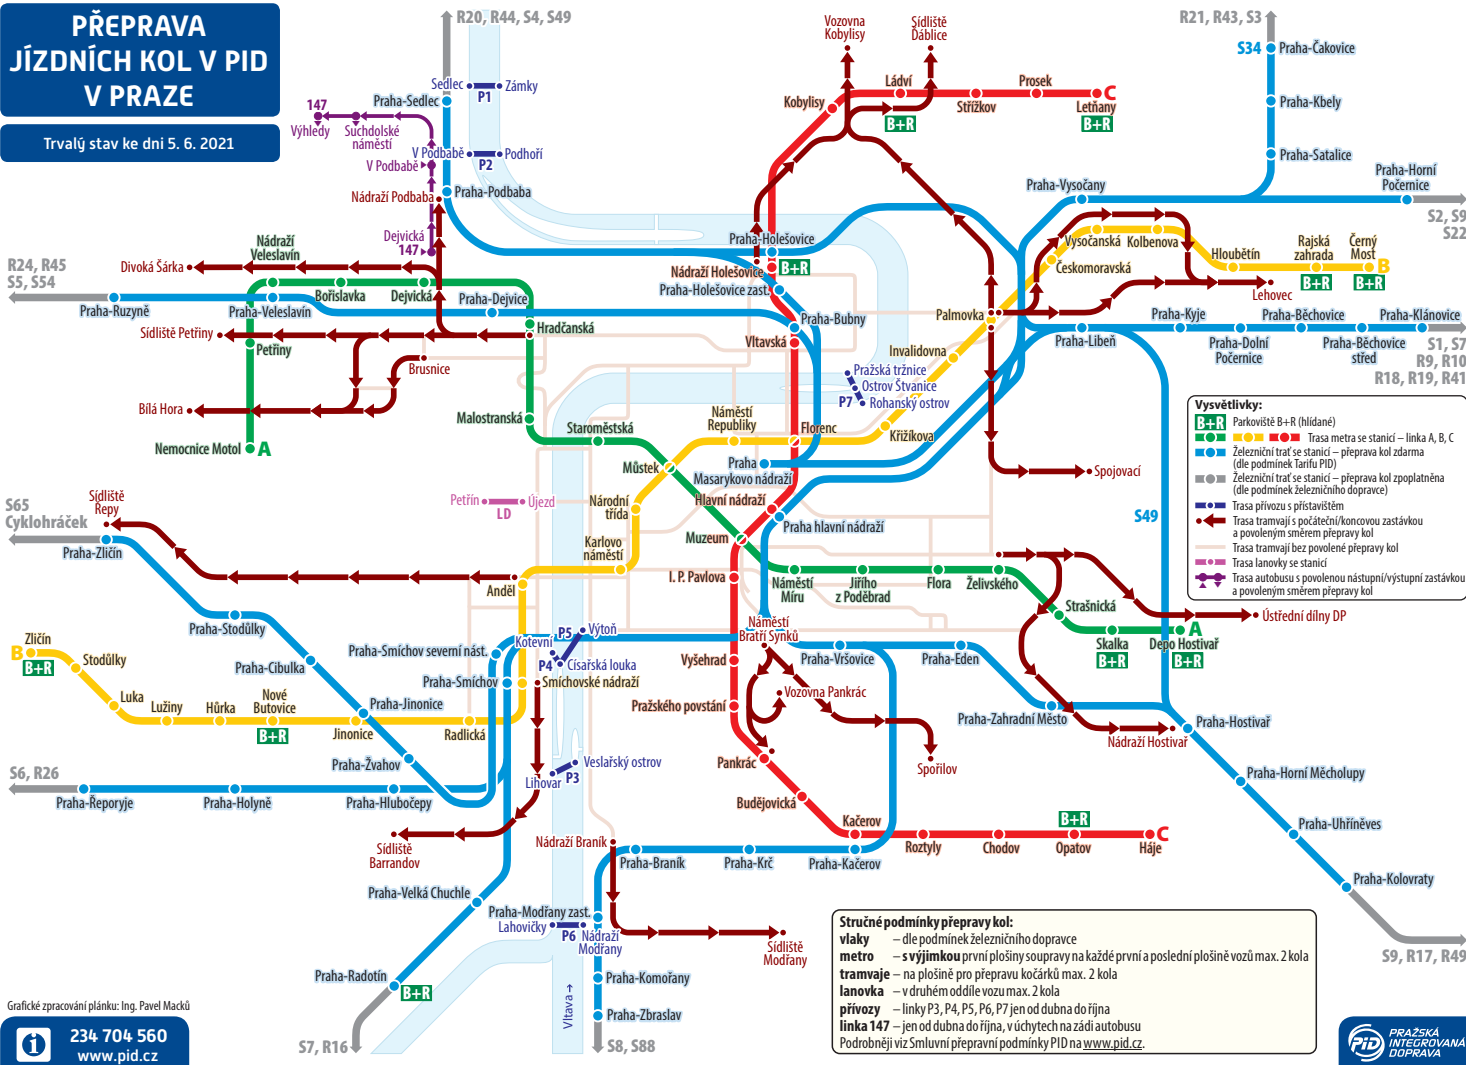 PŘEPRAVA
JÍZDNÍCH KOL V PID
V PRAZE
Trvalý stav ke dni 5. 6. 2021
R20, R44, S4, S49
R21, R43, S3
S34
Praha-Čakovice
Praha-Kbely
Praha-Satalice
Praha-Horní
Počernice
S2, S9
S22
Praha-Vysočany
Vozovna
Kobylisy
Sídliště
Ďáblice
Kobylisy
Ládví
B+R
Střížkov
Prosek
Letňany
C
B+R
Sedlec
Zámky
P1
Praha-Sedlec
147
Výhledy
Suchdolské
náměstí
V Podbabě
V Podbabě
Podhoří
P2
Nádraží Podbaba
Praha-Podbaba
Dejvická
147
Nádraží
Veleslavín
Divoká Šárka
R24, R45
S5, S54
Praha-Ruzyně
Praha-Veleslavín
Bořislavka
Dejvická
Praha-Dejvice
Hradčanská
Sídliště Petřiny
Petřiny
Brusnice
Bílá Hora
Nemocnice Motol
A
Malostranská
Staroměstská
Praha-Holešovice
Nádraží Holešovice
B+R
Praha-Holešovice zast.
Praha-Bubny
Vltavská
Vysočanská
Kolbenova
Českomoravská
Hloubětín
Rajská
zahrada
B+R
Černý
Most
B
B+R
Lehovec
Palmovka
Invalidovna
Praha-Libeň
Praha-Kyje
Praha-Dolní
Počernice
Praha-Běchovice
Praha-Běchovice
střed
Praha-Klánovice
S1, S7
R9, R10
R18, R19, R41
Pražská tržnice
Ostrov Štvanice
P7
Rohanský ostrov
Náměstí
Republiky
Florenc
Křižíkova
Můstek
Praha
Masarykovo nádraží
Hlavní nádraží
Praha hlavní nádraží
Spojovací
Petřín
Újezd
LD
Národní
třída
Karlovo
náměstí
Muzeum
S49
Vysvětlivky:
B+R Parkoviště B+R (hlídané)
Trasa metra se stanicí – linka A, B, C
Železniční trať se stanicí – přeprava kol zdarma
(dle podmínek Tarifu PID)
Železniční trať se stanicí – přeprava kol zpoplatněna
(dle podmínek železničního dopravce)
Trasa přívozu s přístavištěm
Trasa tramvají s počáteční/koncovou zastávkou
a povoleným směrem přepravy kol
Trasa tramvají bez povolené přepravy kol
Trasa lanovky se stanicí
Trasa autobusu s povolenou nástupní/výstupní zastávkou
a povoleným směrem přepravy kol
S65
Cyklohráček
Sídliště
Řepy
Praha-Zličín
Praha-Stodůlky
Praha-Cibulka
Zličín
B
B+R
Stodůlky
Luka
Lužiny
Hůrka
Nové
Butovice
B+R
Jinonice
Praha-Jinonice
Radlická
Praha-Žvahov
Anděl
I. P. Pavlova
Náměstí
Míru
Jiřího
z Poděbrad
Flora
Želivského
Strašnická
Skalka
B+R
Depo Hostivař
A
B+R
Ústřední dílny DP
Praha-Smíchov severní nást.
Praha-Smíchov
Smíchovské nádraží
Kotevní
P5
Výtoň
P4
Císařská louka
Náměstí
Bratří Synků
Vyšehrad
Praha-Vršovice
Praha-Eden
Vozovna Pankrác
Pražského povstání
Pankrác
Spořilov
Praha-Zahradní Město
Nádraží Hostivař
Praha-Hostivař
Praha-Horní Měcholupy
Praha-Uhříněves
Praha-Kolovraty
S9, R17, R49
S6, R26
Praha-Řeporyje
Praha-Holyně
Praha-Hlubočepy
Veslařský ostrov
Lihovar
P3
Budějovická
Kačerov
Roztyly
Chodov
B+R
Opatov
Háje
C
Sídliště
Barrandov
Nádraží Braník
Praha-Braník
Praha-Krč
Praha-Kačerov
Praha-Velká Chuchle
Praha-Modřany zast.
Lahovičky
P6
Nádraží
Modřany
Sídliště
Modřany
Praha-Radotín
B+R
Praha-Komořany
Praha-Zbraslav
Vltava →
S7, R16
S8, S88
Stručné podmínky přepravy kol:
vlaky – dle podmínek železničního dopravce
metro – s výjimkou první plošiny soupravy na každé první a poslední plošině vozů max. 2 kola
tramvaje – na plošině pro přepravu kočárků max. 2 kola
lanovka – v druhém oddíle vozu max. 2 kola
přívozy – linky P3, P4, P5, P6, P7 jen od dubna do října
linka 147 – jen od dubna do října, v úchytech na zádi autobusu
Podrobněji viz Smluvní přepravní podmínky PID na www.pid.cz.
Grafické zpracování plánku: Ing. Pavel Macků
234 704 560
www.pid.cz
PID
PRAŽSKÁ
INTEGROVANÁ
DOPRAVA